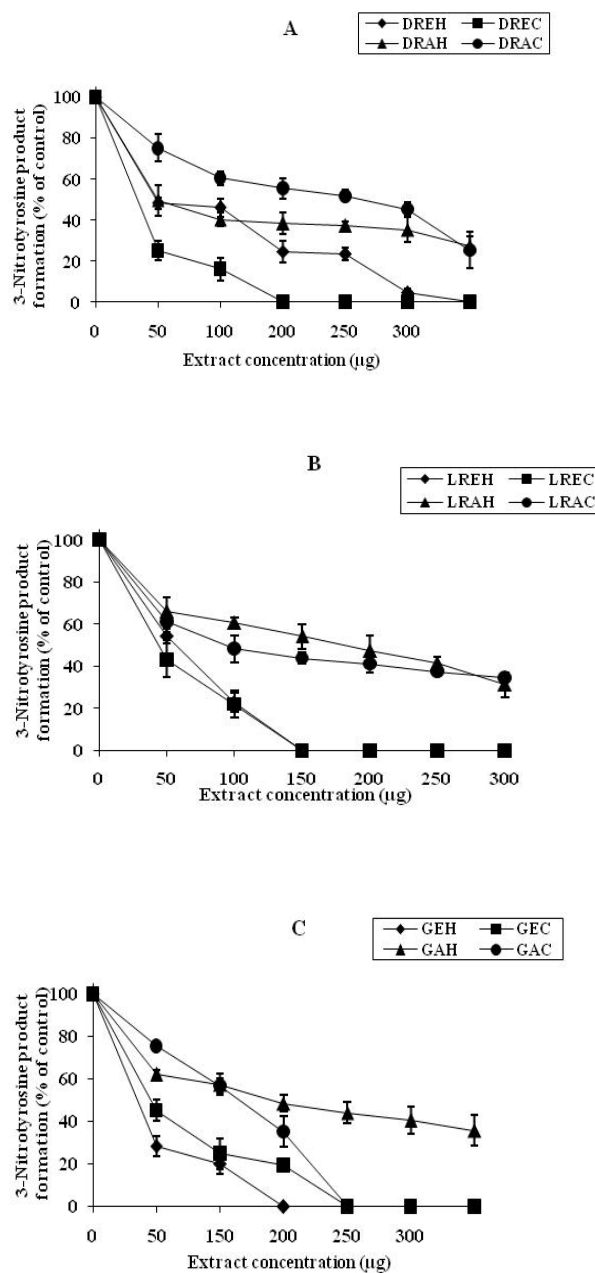 A
DREH DREC
DRAH DRAC
3-Nitrotyrosine product
formation (% of control)
100
80
60
40
20
0
0 50 100 200 250 300
Extract concentration (µg)
B
LREH LREC
LRAH LRAC
3-Nitrotyrosine product
formation (% of control)
100
80
60
40
20
0
0 50 100 150 200 250 300
Extract concentration (µg)
C
GEH GEC
GAH GAC
3-Nitrotyrosine product
formation (% of control)
100
80
60
40
20
0
0 50 150 200 250 300
Extract concentration (µg)